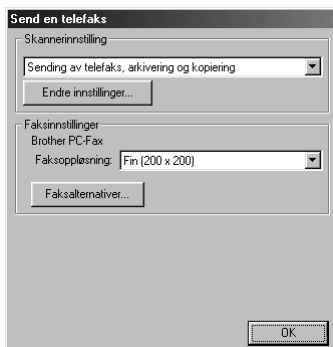 Send en telefaks
Skannerinnstilling
Sending av telefaks, arkivering og kopiering
Endre innstillinger...
Faksinnstillinger
Brother PC-Fax
Faksoppløsning: Fin (200 x 200)
Faksalternativer...
OK